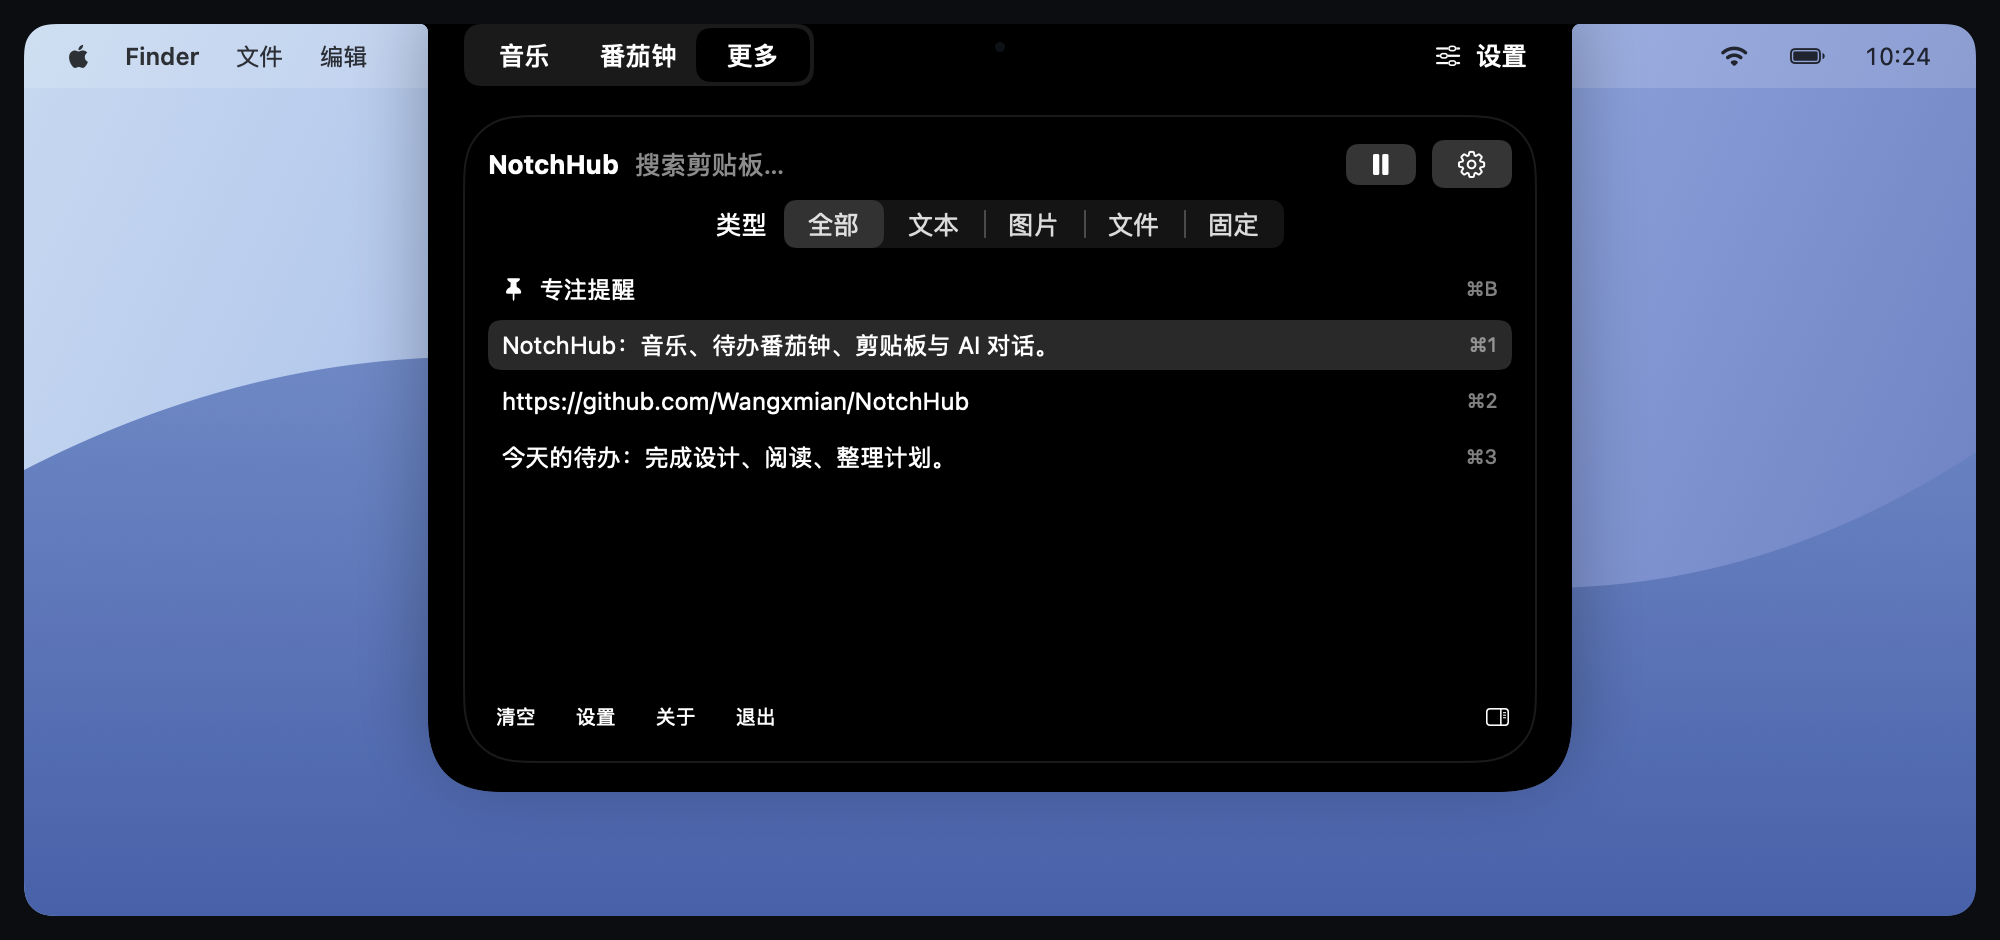 Finder 文件 编辑 音乐 番茄钟 更多 设置 10:24
NotchHub 搜索剪贴板...
类型 全部 文本 图片 文件 固定
专注提醒 ⌘B
NotchHub：音乐、待办番茄钟、剪贴板与 AI 对话。 ⌘1
https://github.com/Wangxmian/NotchHub ⌘2
今天的待办：完成设计、阅读、整理计划。 ⌘3
清空 设置 关于 退出